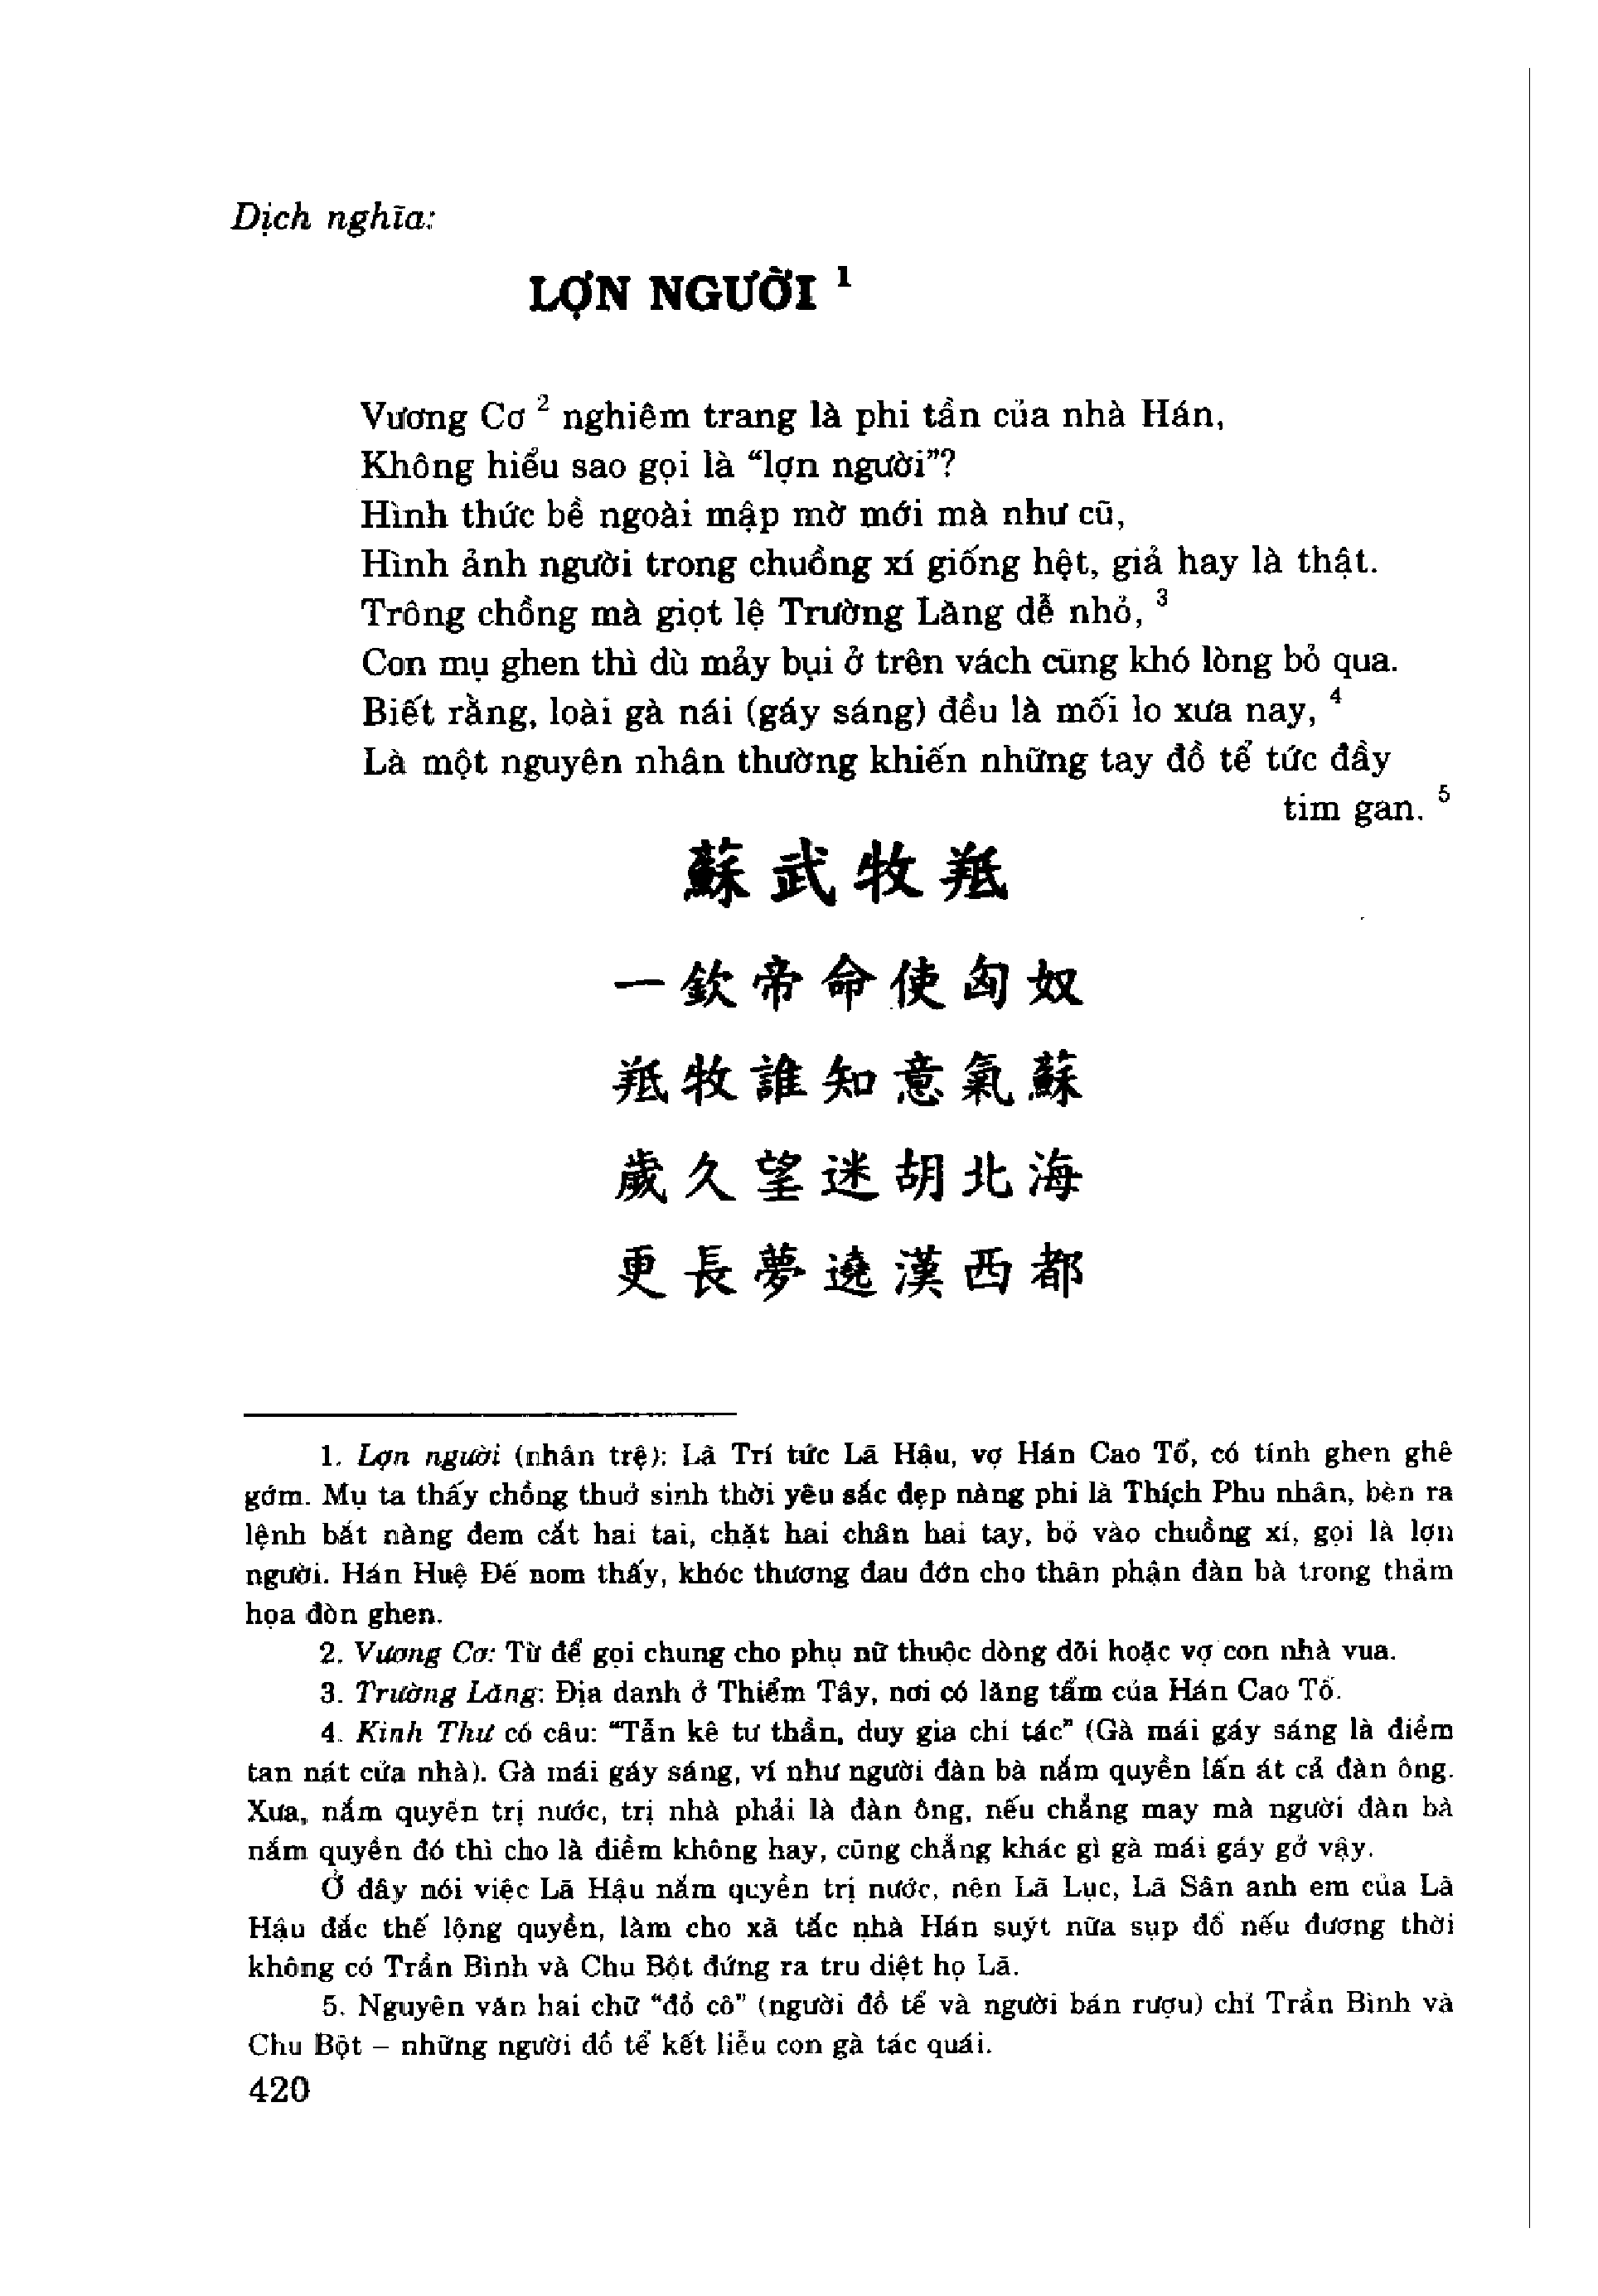 Dịch nghĩa:
LỢN NGƯỜI ¹
Vương Cơ ² nghiêm trang là phi tần của nhà Hán,
Không hiểu sao gọi là “lợn người”?
Hình thức bề ngoài mập mờ mới mà như cũ,
Hình ảnh người trong chuồng xí giống hệt, giả hay là thật.
Trông chồng mà giọt lệ Trường Lăng dễ nhỏ, ³
Con mụ ghen thì dù mảy bụi ở trên vách cũng khó lòng bỏ qua.
Biết rằng, loài gà nái (gáy sáng) đều là mối lo xưa nay, ⁴
Là một nguyên nhân thường khiến những tay đồ tể tức đầy
tim gan. ⁵
蘇武牧羝
一欽帝命使匈奴
羝牧誰知意氣蘇
歲久望迷胡北海
更長夢遶漢西都
1. Lợn người (nhân trệ): Lã Trí tức Lã Hậu, vợ Hán Cao Tổ, có tính ghen ghê
gớm. Mụ ta thấy chồng thuở sinh thời yêu sắc đẹp nàng phi là Thích Phu nhân, bèn ra
lệnh bắt nàng đem cắt hai tai, chặt hai chân hai tay, bỏ vào chuồng xí, gọi là lợn
người. Hán Huệ Đế nom thấy, khóc thương đau đớn cho thân phận đàn bà trong thảm
họa đòn ghen.
2. Vương Cơ: Từ để gọi chung cho phụ nữ thuộc dòng dõi hoặc vợ con nhà vua.
3. Trường Lăng: Địa danh ở Thiểm Tây, nơi có lăng tẩm của Hán Cao Tổ.
4. Kinh Thư có câu: “Tẫn kê tư thần, duy gia chi tác” (Gà mái gáy sáng là điềm
tan nát cửa nhà). Gà mái gáy sáng, ví như người đàn bà nắm quyền lấn át cả đàn ông.
Xưa, nắm quyền trị nước, trị nhà phải là đàn ông, nếu chẳng may mà người đàn bà
nắm quyền đó thì cho là điềm không hay, cũng chẳng khác gì gà mái gáy gở vậy.
Ở đây nói việc Lã Hậu nắm quyền trị nước, nên Lã Lục, Lã Sân anh em của Lã
Hậu đắc thế lộng quyền, làm cho xã tắc nhà Hán suýt nữa sụp đổ nếu đương thời
không có Trần Bình và Chu Bột đứng ra tru diệt họ Lã.
5. Nguyên văn hai chữ “đồ cô” (người đồ tể và người bán rượu) chỉ Trần Bình và
Chu Bột – những người đồ tể kết liễu con gà tác quái.
420